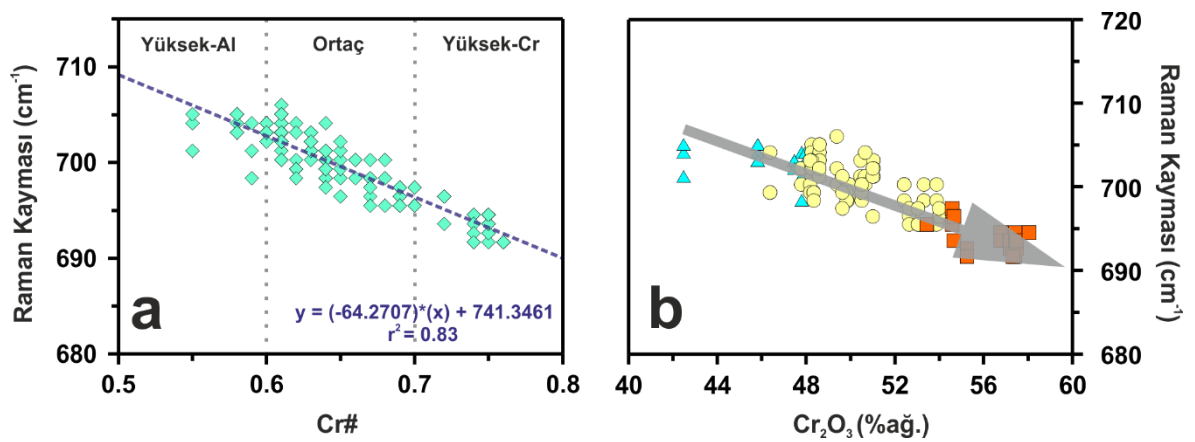 Yüksek-Al Ortaç Yüksek-Cr
Raman Kayması (cm⁻¹)
710
700
690
680
a
y = (-64.2707)*(x) + 741.3461
r² = 0.83
0.5 0.6 0.7 0.8
Cr#
b
720
710
700
690
680
Raman Kayması (cm⁻¹)
40 44 48 52 56 60
Cr₂O₃ (%ağ.)